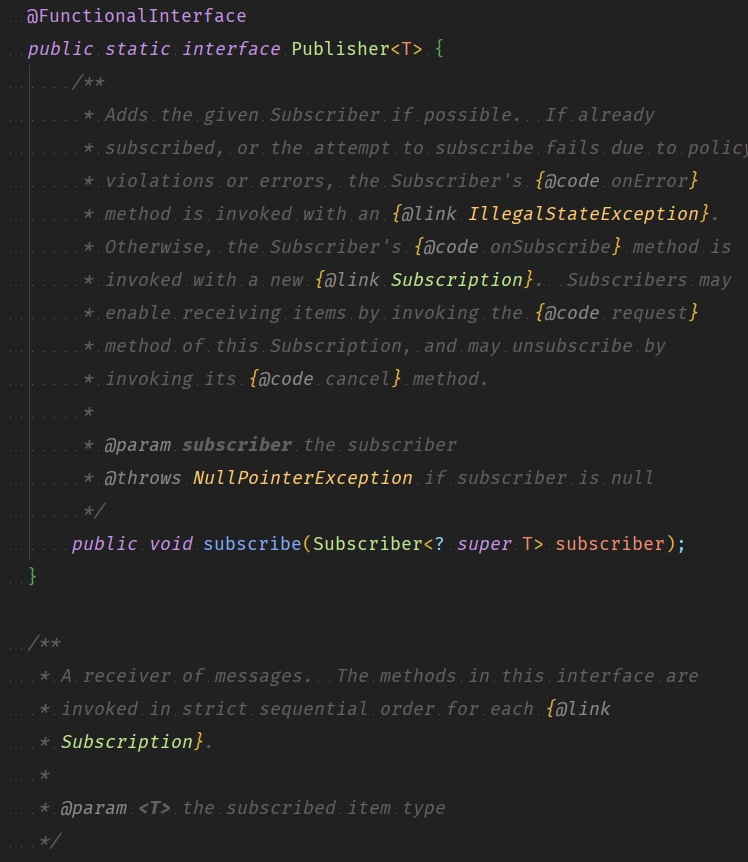 @FunctionalInterface
public static interface Publisher<T> {
/**
* Adds the given Subscriber if possible.  If already
* subscribed, or the attempt to subscribe fails due to policy
* violations or errors, the Subscriber's {@code onError}
* method is invoked with an {@link IllegalStateException}.
* Otherwise, the Subscriber's {@code onSubscribe} method is
* invoked with a new {@link Subscription}.  Subscribers may
* enable receiving items by invoking the {@code request}
* method of this Subscription, and may unsubscribe by
* invoking its {@code cancel} method.
*
* @param subscriber the subscriber
* @throws NullPointerException if subscriber is null
*/
public void subscribe(Subscriber<? super T> subscriber);
}
/**
* A receiver of messages.  The methods in this interface are
* invoked in strict sequential order for each {@link
* Subscription}.
*
* @param <T> the subscribed item type
*/